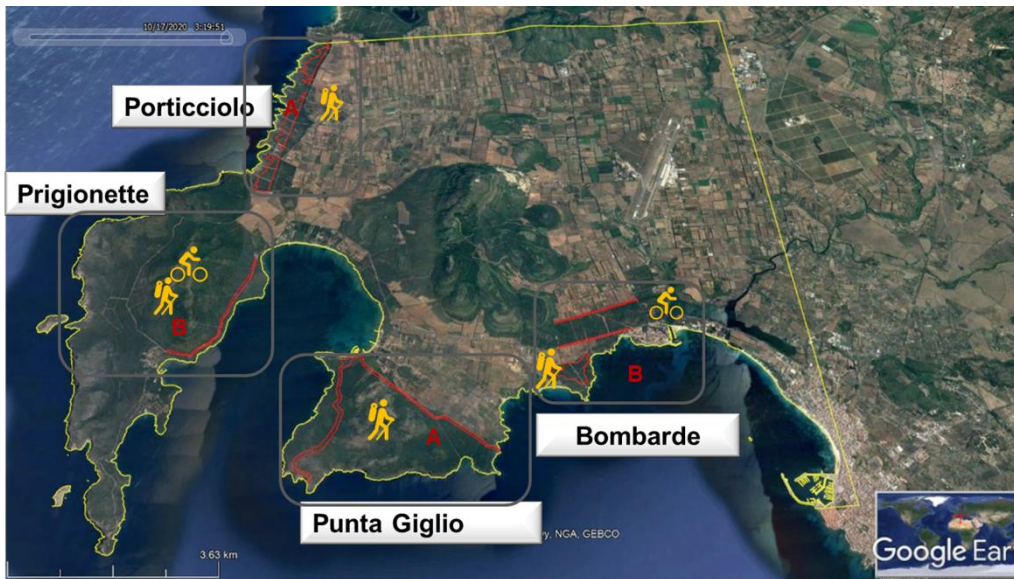 10/17/2020 3:19:51
Porticciolo
A
Prigionette
B
B
A
Bombarde
Punta Giglio
y, NGA, GEBCO
3.63 km
Google Ear